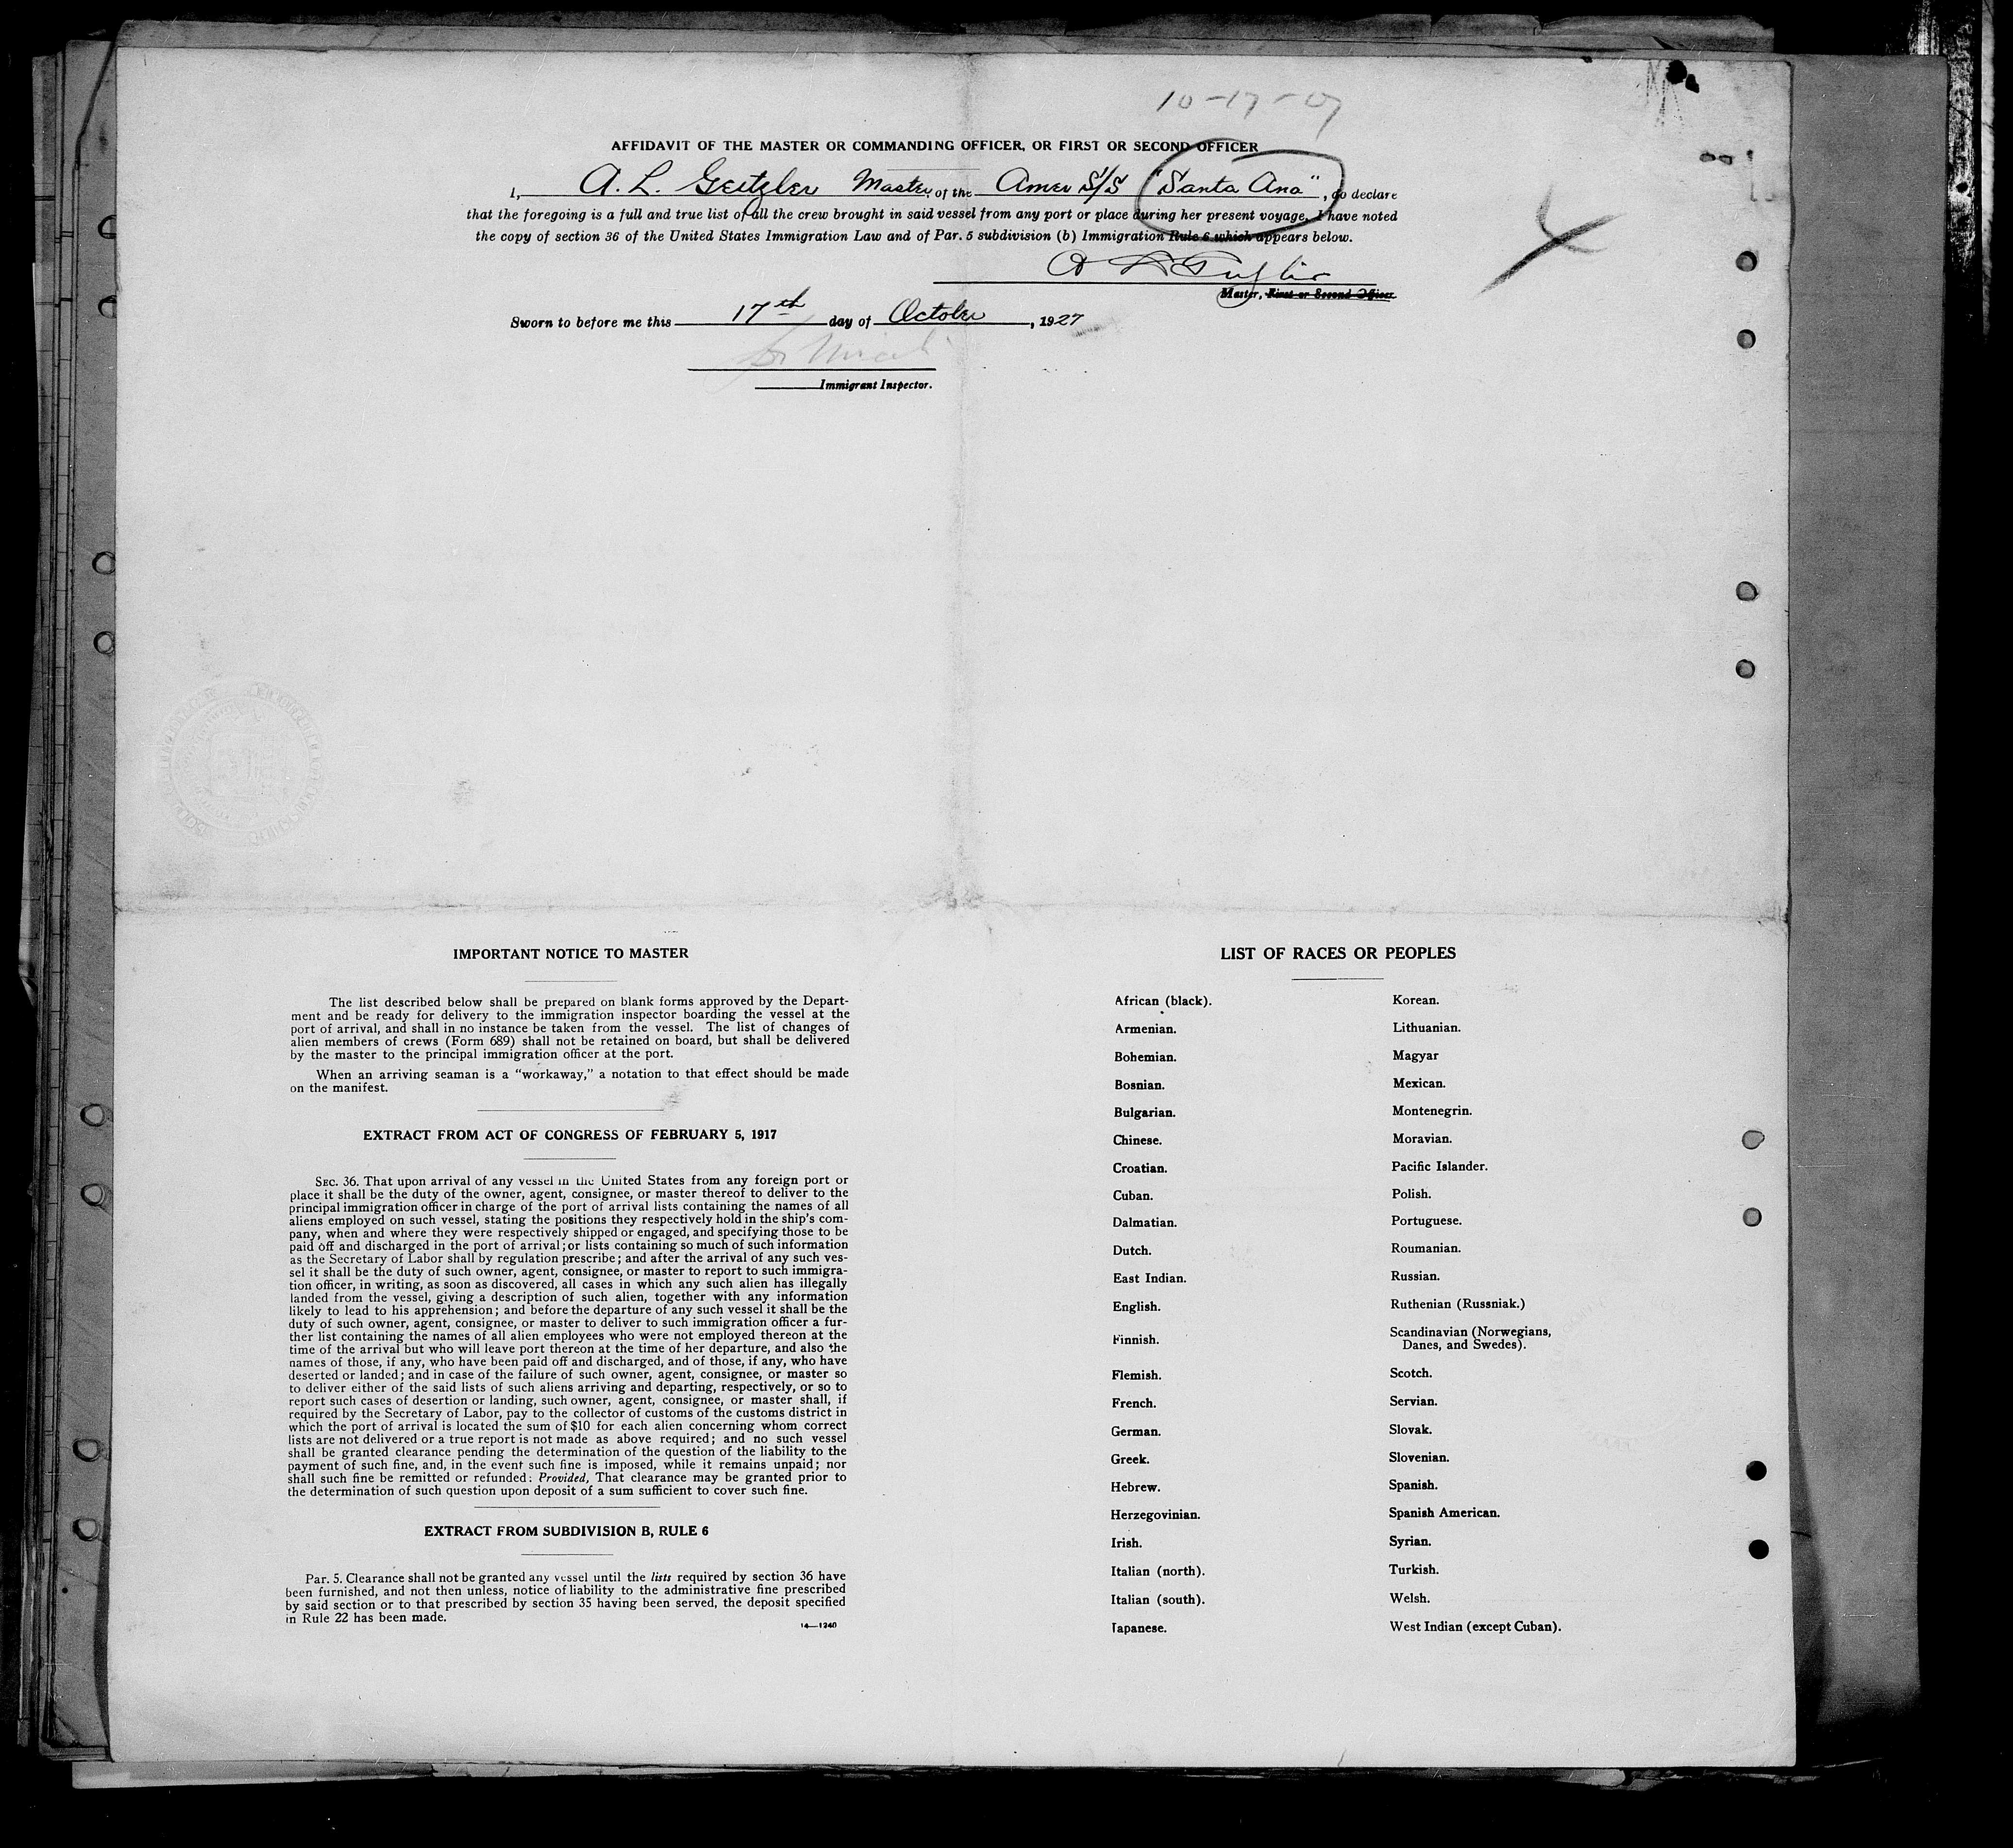 10-17-27
AFFIDAVIT OF THE MASTER OR COMMANDING OFFICER, OR FIRST OR SECOND OFFICER
I, A. L. Geitzler Master, of the Amer S/S "Santa Ana", do declare
that the foregoing is a full and true list of all the crew brought in said vessel from any port or place during her present voyage, I have noted
the copy of section 36 of the United States Immigration Law and of Par. 5 subdivision (b) Immigration Rule 6 which appears below.
Master, First or Second Officer
Sworn to before me this 17th day of October, 1927
Immigrant Inspector.
IMPORTANT NOTICE TO MASTER
The list described below shall be prepared on blank forms approved by the Depart-
ment and be ready for delivery to the immigration inspector boarding the vessel at the
port of arrival, and shall in no instance be taken from the vessel. The list of changes of
alien members of crews (Form 689) shall not be retained on board, but shall be delivered
by the master to the principal immigration officer at the port.
When an arriving seaman is a "workaway," a notation to that effect should be made
on the manifest.
EXTRACT FROM ACT OF CONGRESS OF FEBRUARY 5, 1917
SEC. 36. That upon arrival of any vessel in the United States from any foreign port or
place it shall be the duty of the owner, agent, consignee, or master thereof to deliver to the
principal immigration officer in charge of the port of arrival lists containing the names of all
aliens employed on such vessel, stating the positions they respectively hold in the ship's com-
pany, when and where they were respectively shipped or engaged, and specifying those to be
paid off and discharged in the port of arrival; or lists containing so much of such information
as the Secretary of Labor shall by regulation prescribe; and after the arrival of any such ves-
sel it shall be the duty of such owner, agent, consignee, or master to report to such immigra-
tion officer, in writing, as soon as discovered, all cases in which any such alien has illegally
landed from the vessel, giving a description of such alien, together with any information
likely to lead to his apprehension; and before the departure of any such vessel it shall be the
duty of such owner, agent, consignee, or master to deliver to such immigration officer a fur-
ther list containing the names of all alien employees who were not employed thereon at the
time of the arrival but who will leave port thereon at the time of her departure, and also the
names of those, if any, who have been paid off and discharged, and of those, if any, who have
deserted or landed; and in case of the failure of such owner, agent, consignee, or master so
to deliver either of the said lists of such aliens arriving and departing, respectively, or so to
report such cases of desertion or landing, such owner, agent, consignee, or master shall, if
required by the Secretary of Labor, pay to the collector of customs of the customs district in
which the port of arrival is located the sum of $10 for each alien concerning whom correct
lists are not delivered or a true report is not made as above required; and no such vessel
shall be granted clearance pending the determination of the question of the liability to the
payment of such fine, and, in the event such fine is imposed, while it remains unpaid; nor
shall such fine be remitted or refunded: Provided, That clearance may be granted prior to
the determination of such question upon deposit of a sum sufficient to cover such fine.
EXTRACT FROM SUBDIVISION B, RULE 6
Par. 5. Clearance shall not be granted any vessel until the lists required by section 36 have
been furnished, and not then unless, notice of liability to the administrative fine prescribed
by said section or to that prescribed by section 35 having been served, the deposit specified
in Rule 22 has been made.
14—1240
LIST OF RACES OR PEOPLES
African (black).
Armenian.
Bohemian.
Bosnian.
Bulgarian.
Chinese.
Croatian.
Cuban.
Dalmatian.
Dutch.
East Indian.
English.
Finnish.
Flemish.
French.
German.
Greek.
Hebrew.
Herzegovinian.
Irish.
Italian (north).
Italian (south).
Japanese.
Korean.
Lithuanian.
Magyar
Mexican.
Montenegrin.
Moravian.
Pacific Islander.
Polish.
Portuguese.
Roumanian.
Russian.
Ruthenian (Russniak.)
Scandinavian (Norwegians,
Danes, and Swedes).
Scotch.
Servian.
Slovak.
Slovenian.
Spanish.
Spanish American.
Syrian.
Turkish.
Welsh.
West Indian (except Cuban).